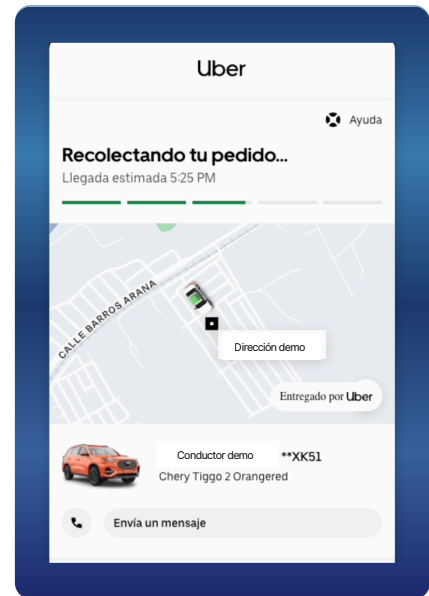 Uber
Ayuda
Recolectando tu pedido...
Llegada estimada 5:25 PM
CALLE BARROS ARANA
Dirección demo
Entregado por Uber
Conductor demo **XK51
Chery Tiggo 2 Orangered
Envía un mensaje